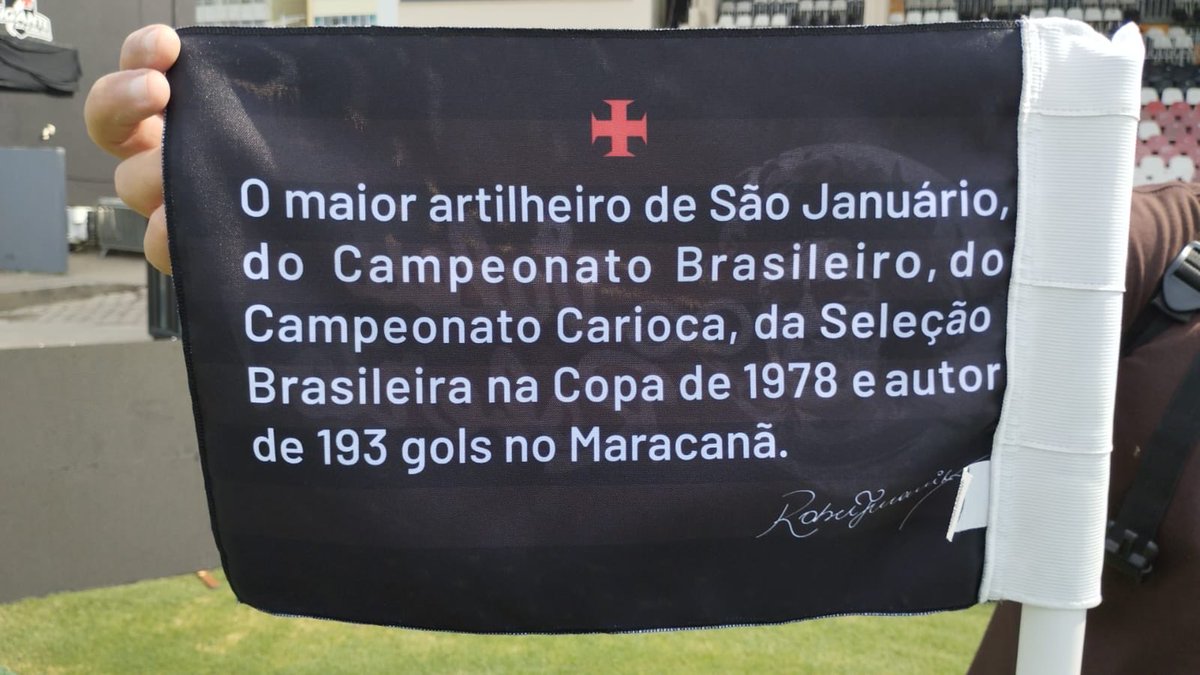 O maior artilheiro de São Januário,
do Campeonato Brasileiro, do
Campeonato Carioca, da Seleção
Brasileira na Copa de 1978 e autor
de 193 gols no Maracanã.